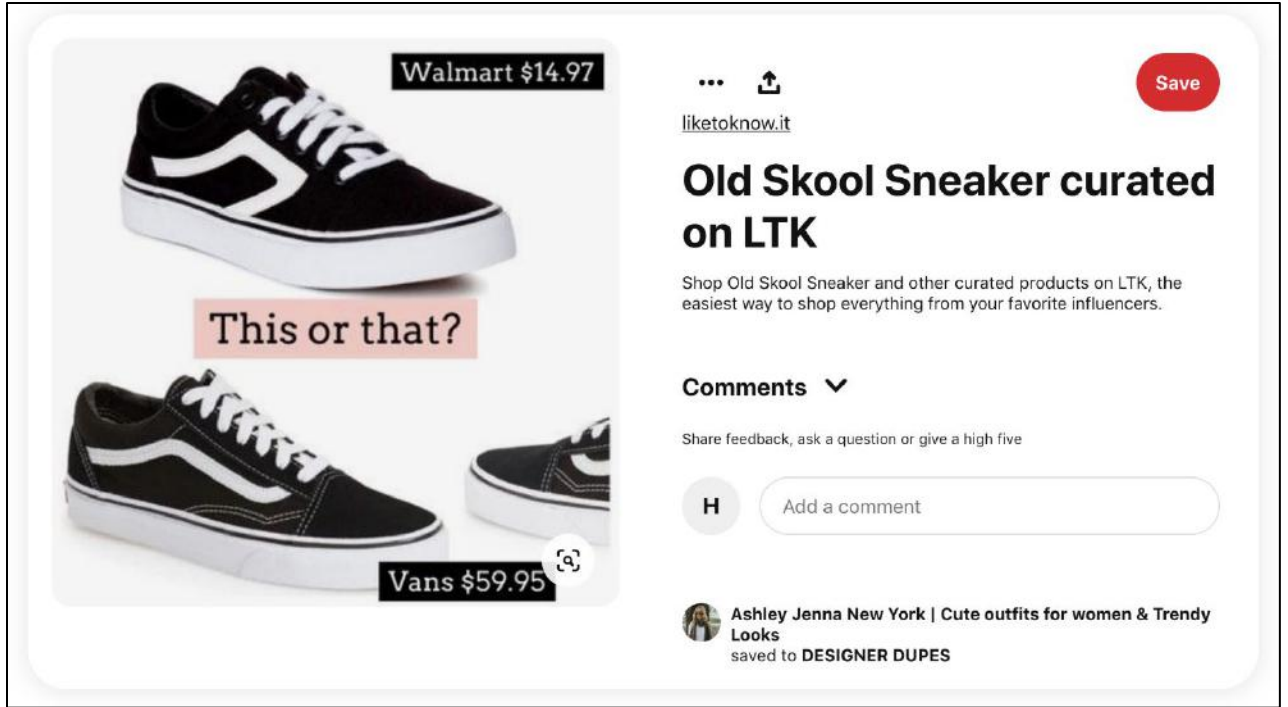 Walmart $14.97
This or that?
Vans $59.95
Save
liketoknow.it
Old Skool Sneaker curated
on LTK
Shop Old Skool Sneaker and other curated products on LTK, the
easiest way to shop everything from your favorite influencers.
Comments
Share feedback, ask a question or give a high five
H
Add a comment
Ashley Jenna New York | Cute outfits for women & Trendy
Looks
saved to DESIGNER DUPES